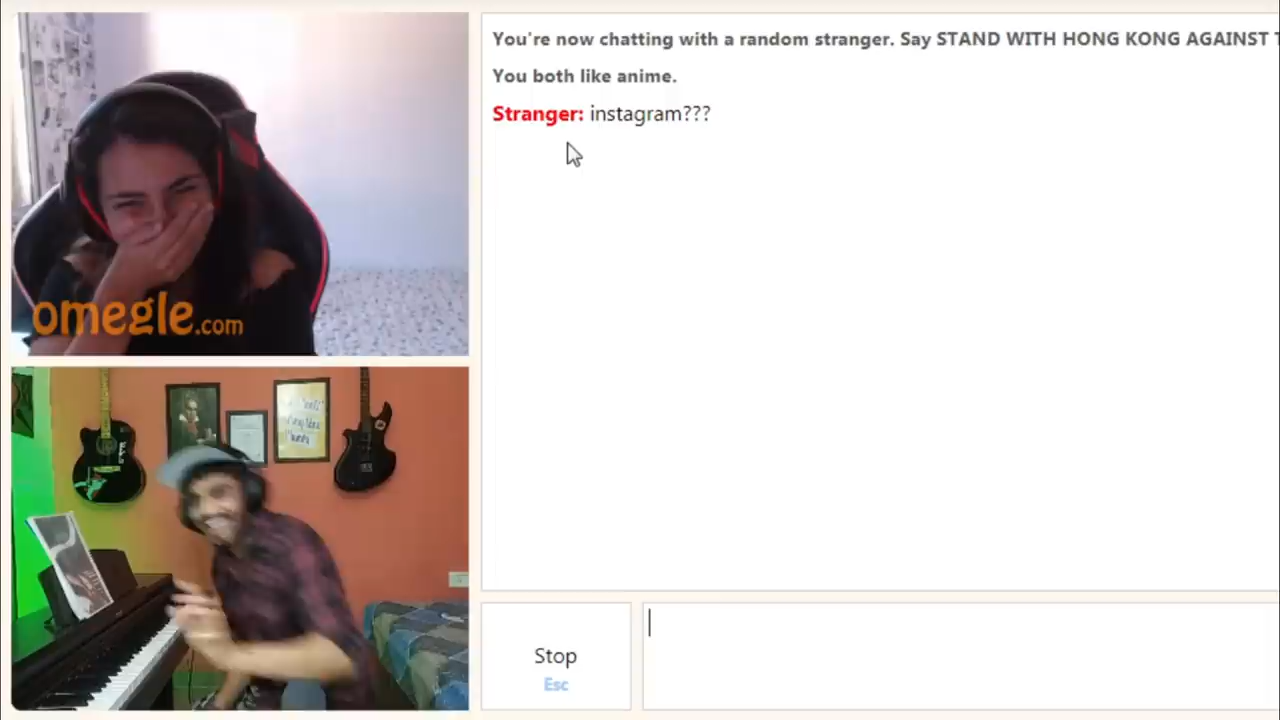 You're now chatting with a random stranger. Say STAND WITH HONG KONG AGAINST
You both like anime.
Stranger: instagram???
omegle.com
Stop
Esc